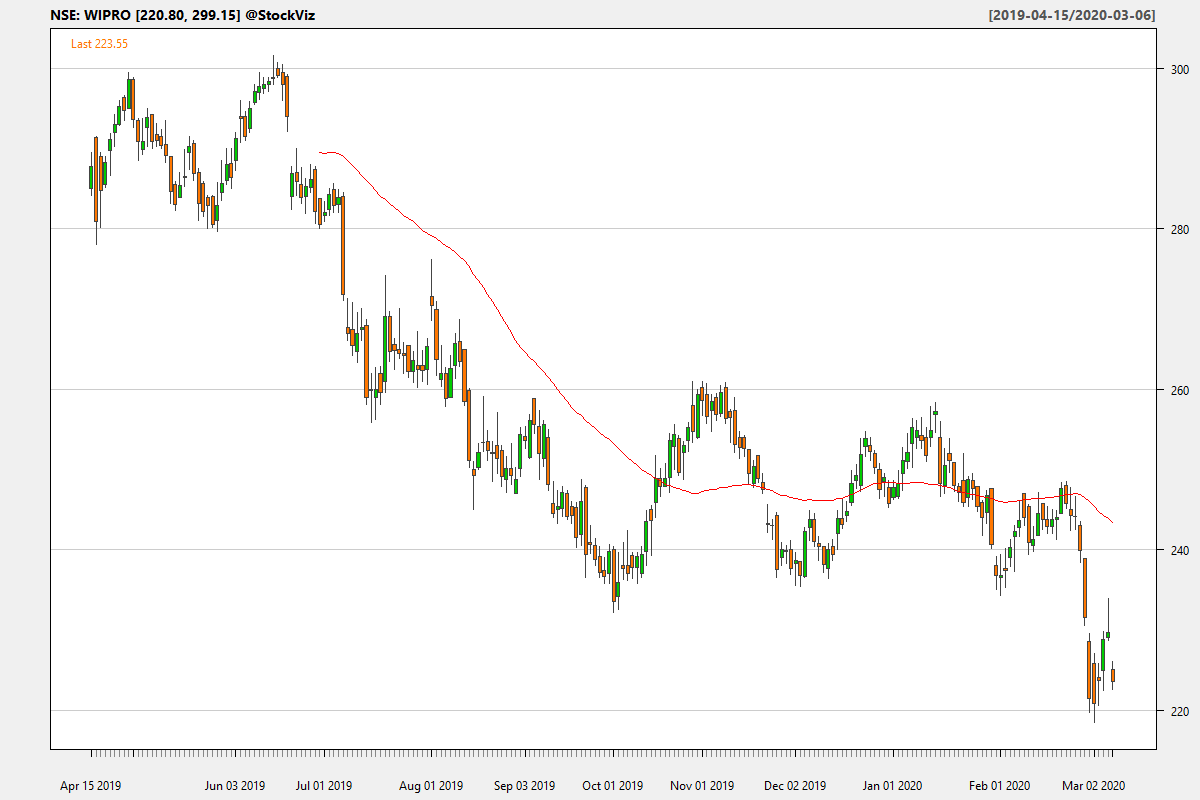 NSE: WIPRO [220.80, 299.15] @StockViz [2019-04-15/2020-03-06]
Last 223.55
300
280
260
240
220
Apr 15 2019 Jun 03 2019 Jul 01 2019 Aug 01 2019 Sep 03 2019 Oct 01 2019 Nov 01 2019 Dec 02 2019 Jan 01 2020 Feb 01 2020 Mar 02 2020